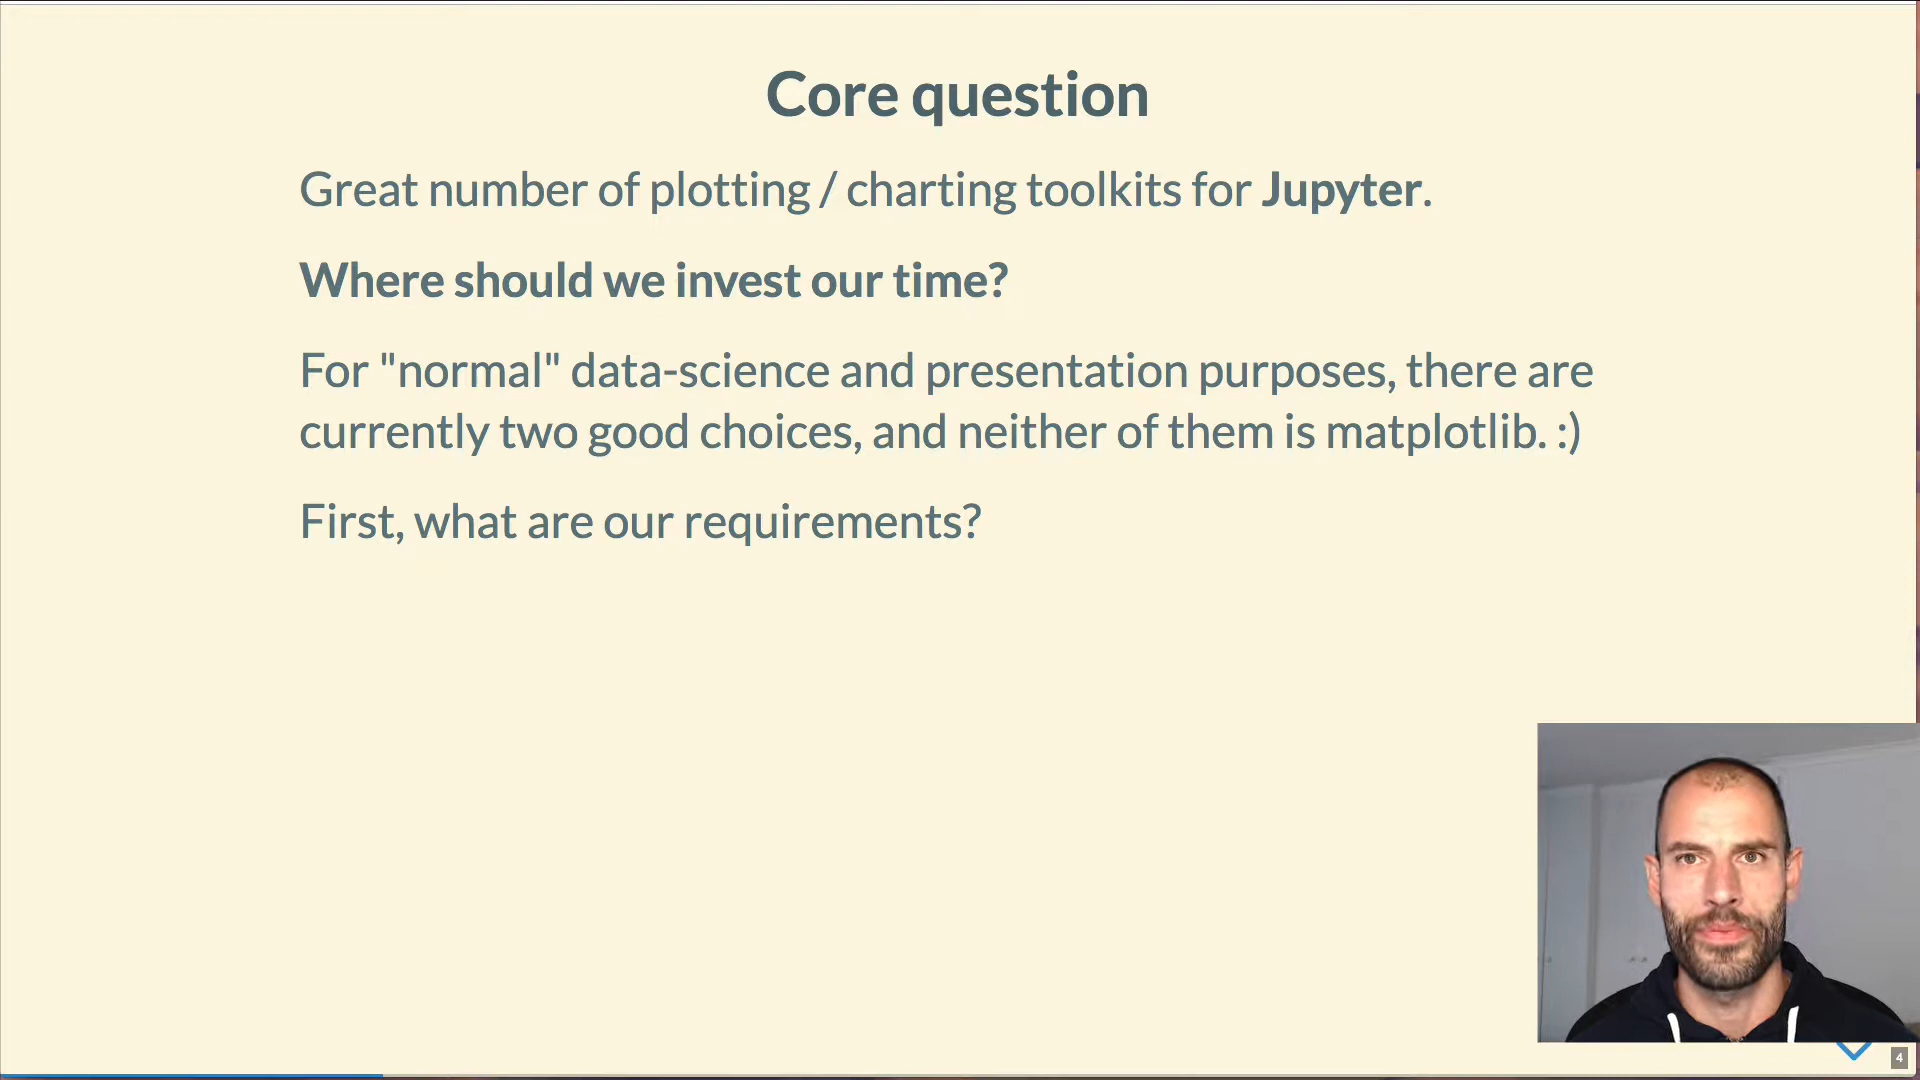 Core question
Great number of plotting / charting toolkits for Jupyter.
Where should we invest our time?
For "normal" data-science and presentation purposes, there are
currently two good choices, and neither of them is matplotlib. :)
First, what are our requirements?
4